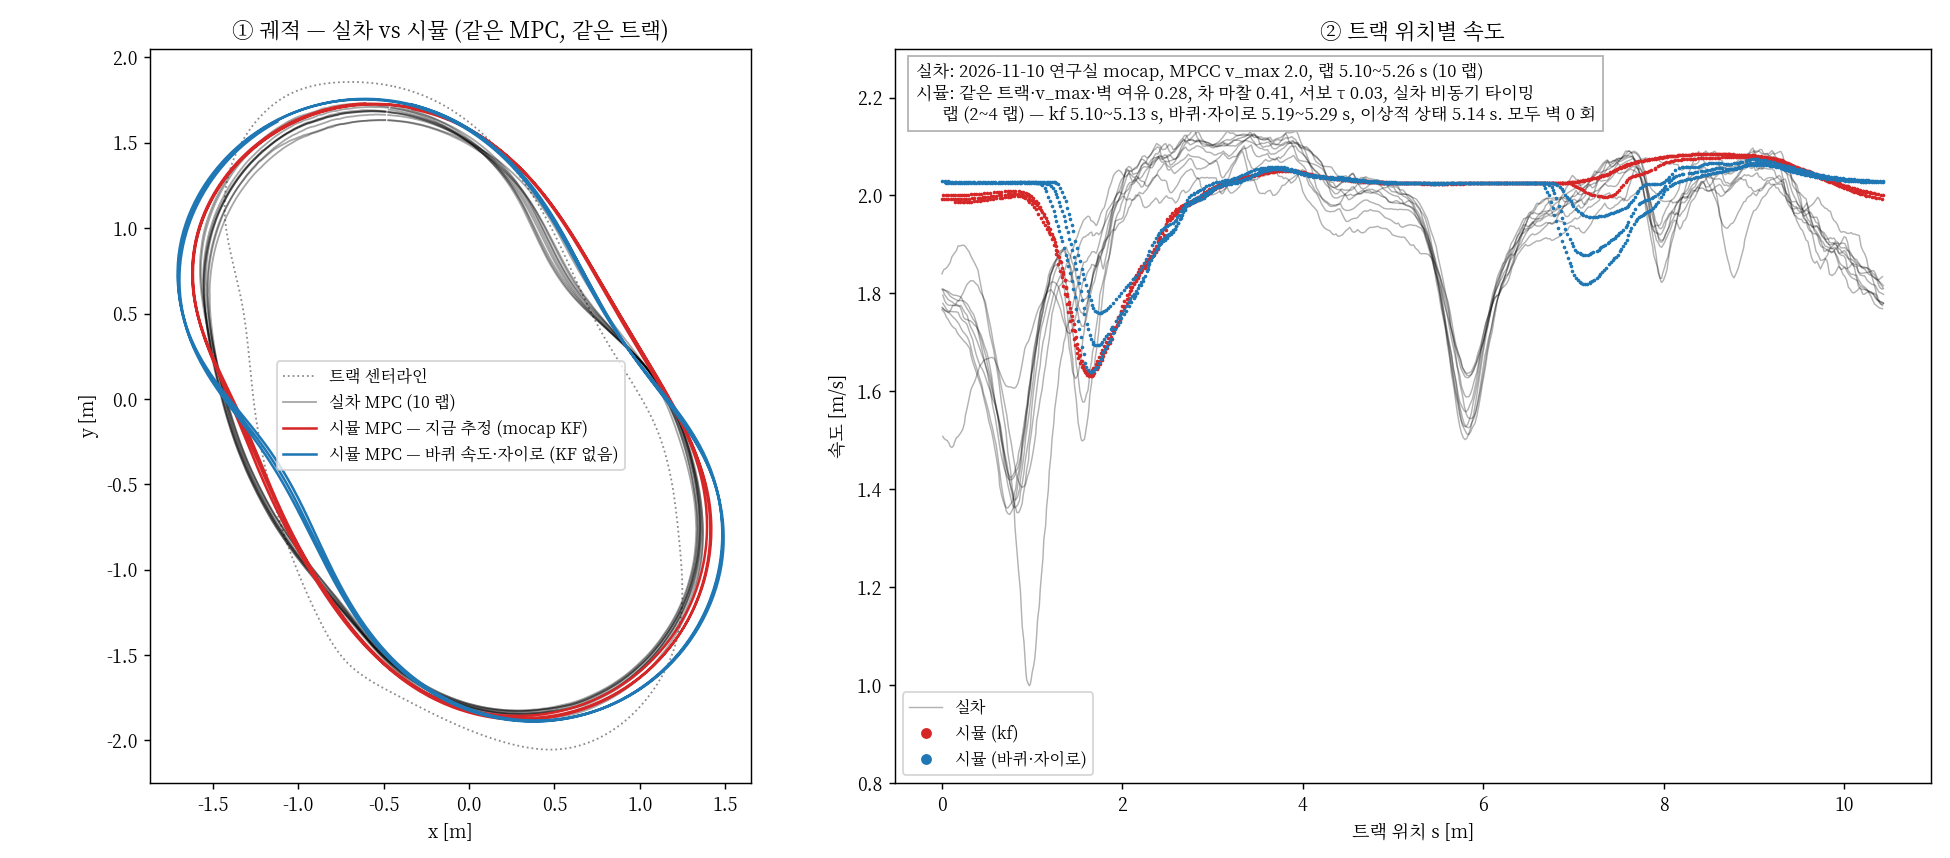 ① 궤적 — 실차 vs 시뮬 (같은 MPC, 같은 트랙)
2.0
1.5
1.0
0.5
0.0
-0.5
-1.0
-1.5
-2.0
y [m]
트랙 센터라인
실차 MPC (10 랩)
시뮬 MPC — 지금 추정 (mocap KF)
시뮬 MPC — 바퀴 속도·자이로 (KF 없음)
-1.5 -1.0 -0.5 0.0 0.5 1.0 1.5
x [m]
② 트랙 위치별 속도
실차: 2026-11-10 연구실 mocap, MPCC v_max 2.0, 랩 5.10~5.26 s (10 랩)
시뮬: 같은 트랙·v_max·벽 여유 0.28, 차 마찰 0.41, 서보 τ 0.03, 실차 비동기 타이밍
랩 (2~4 랩) — kf 5.10~5.13 s, 바퀴·자이로 5.19~5.29 s, 이상적 상태 5.14 s. 모두 벽 0 회
2.2
2.0
1.8
1.6
1.4
1.2
1.0
0.8
속도 [m/s]
실차
시뮬 (kf)
시뮬 (바퀴·자이로)
0 2 4 6 8 10
트랙 위치 s [m]